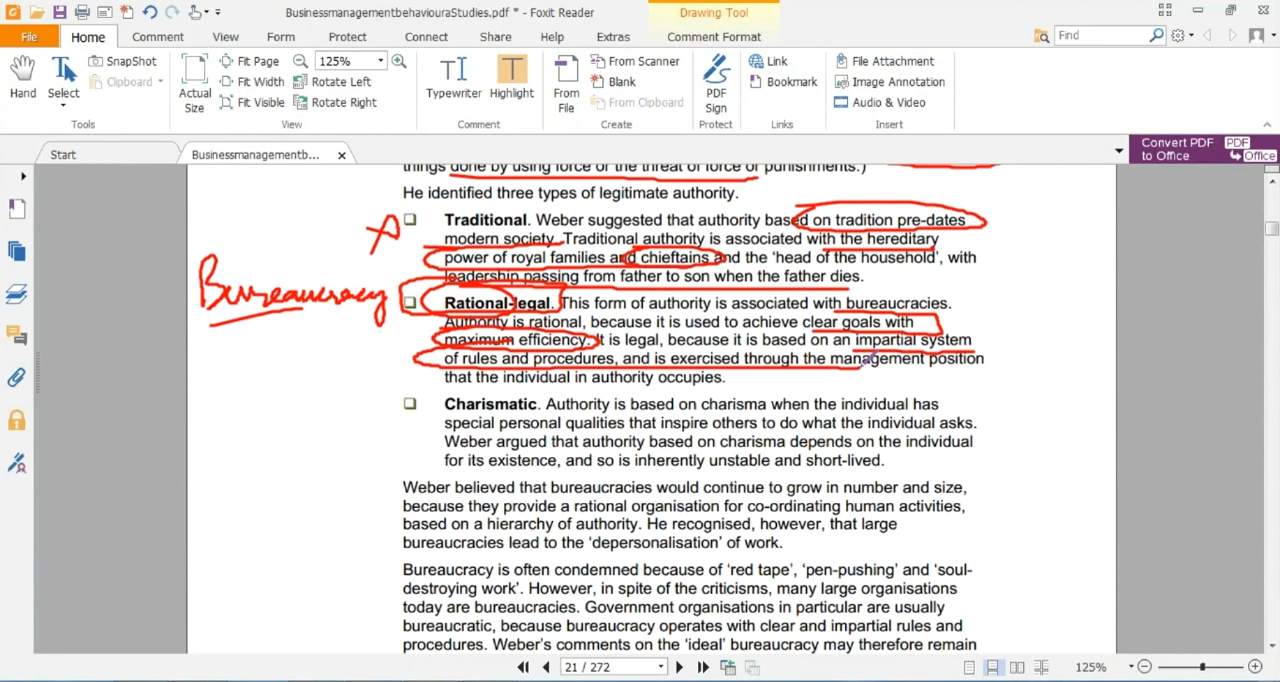 BusinessmanagementbehaviouraStudies.pdf * - Foxit Reader
Drawing Tool
File Home Comment View Form Protect Connect Share Help Extras Comment Format
Find
Hand Select SnapShot Clipboard Actual Size Fit Page Fit Width Fit Visible 125% Rotate Left Rotate Right Typewriter Highlight From File From Scanner Blank From Clipboard PDF Sign Link Bookmark File Attachment Image Annotation Audio & Video
Tools View Comment Create Protect Links Insert
Start Businessmanagementb... Convert PDF to Office PDF Office
things done by using force or the threat of force or punishments.)
He identified three types of legitimate authority.
Traditional. Weber suggested that authority based on tradition pre-dates
modern society. Traditional authority is associated with the hereditary
power of royal families and chieftains and the ‘head of the household’, with
leadership passing from father to son when the father dies.
Bureaucracy
Rational-legal. This form of authority is associated with bureaucracies.
Authority is rational, because it is used to achieve clear goals with
maximum efficiency. It is legal, because it is based on an impartial system
of rules and procedures, and is exercised through the management position
that the individual in authority occupies.
Charismatic. Authority is based on charisma when the individual has
special personal qualities that inspire others to do what the individual asks.
Weber argued that authority based on charisma depends on the individual
for its existence, and so is inherently unstable and short-lived.
Weber believed that bureaucracies would continue to grow in number and size,
because they provide a rational organisation for co-ordinating human activities,
based on a hierarchy of authority. He recognised, however, that large
bureaucracies lead to the ‘depersonalisation’ of work.
Bureaucracy is often condemned because of ‘red tape’, ‘pen-pushing’ and ‘soul-
destroying work’. However, in spite of the criticisms, many large organisations
today are bureaucracies. Government organisations in particular are usually
bureaucratic, because bureaucracy operates with clear and impartial rules and
procedures. Weber’s comments on the ‘ideal’ bureaucracy may therefore remain
21 / 272
125%